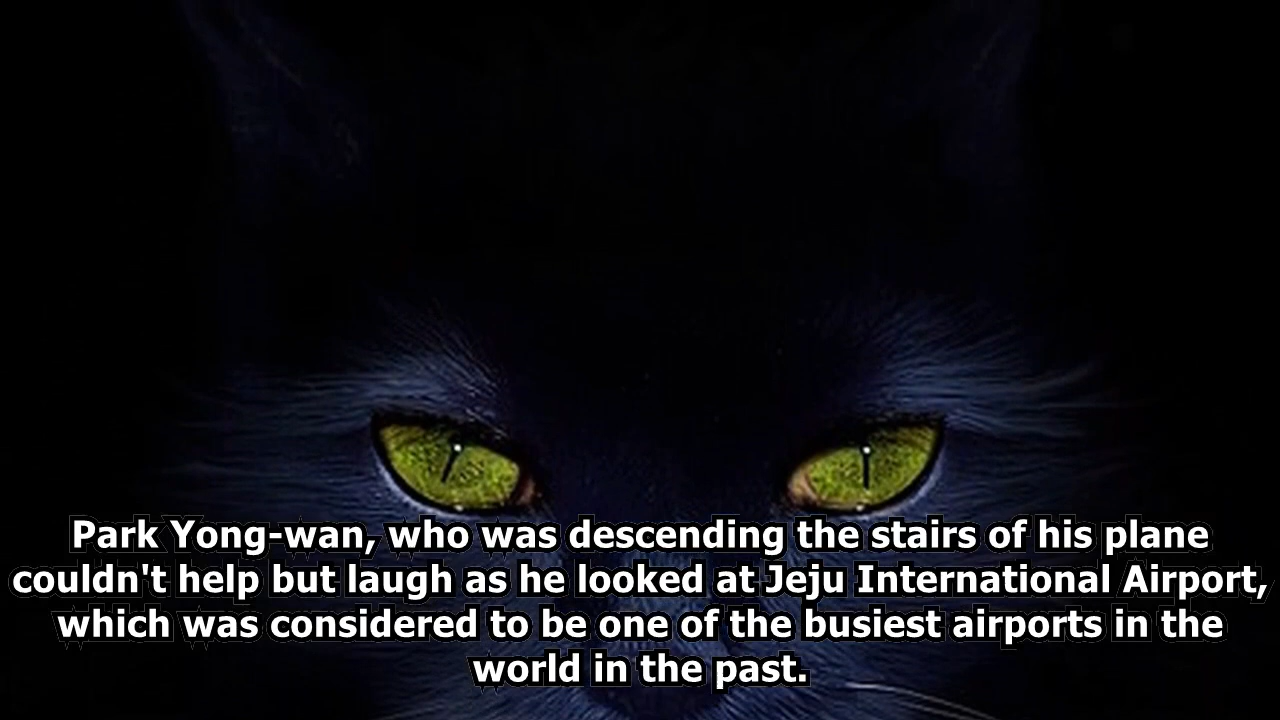 Park Yong-wan, who was descending the stairs of his plane
couldn't help but laugh as he looked at Jeju International Airport,
which was considered to be one of the busiest airports in the
world in the past.